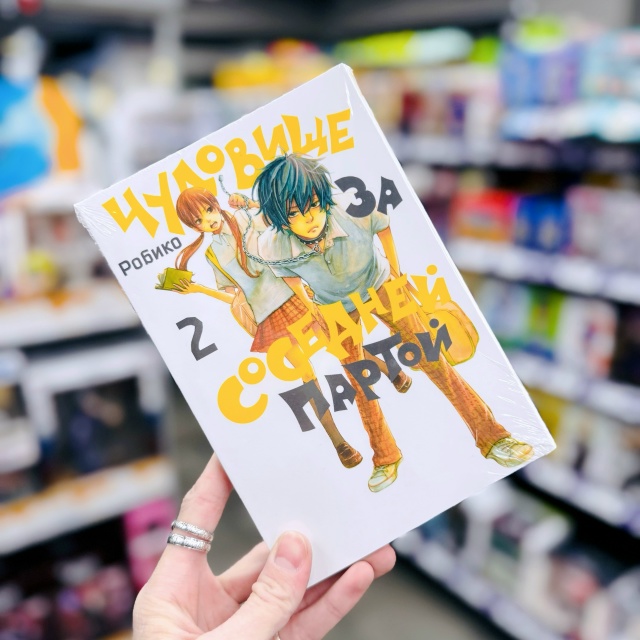 ЧУДОВИЩЕ
ЗА
Робико
2
СОСЕДНЕЙ
ПАРТОЙ